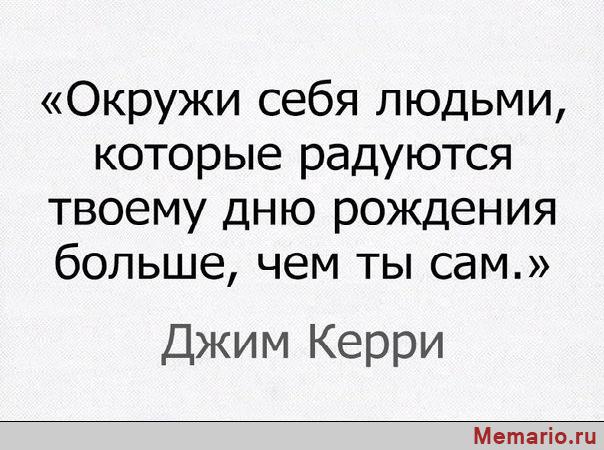 «Окружи себя людьми,
которые радуются
твоему дню рождения
больше, чем ты сам.»
Джим Керри
Memario.ru